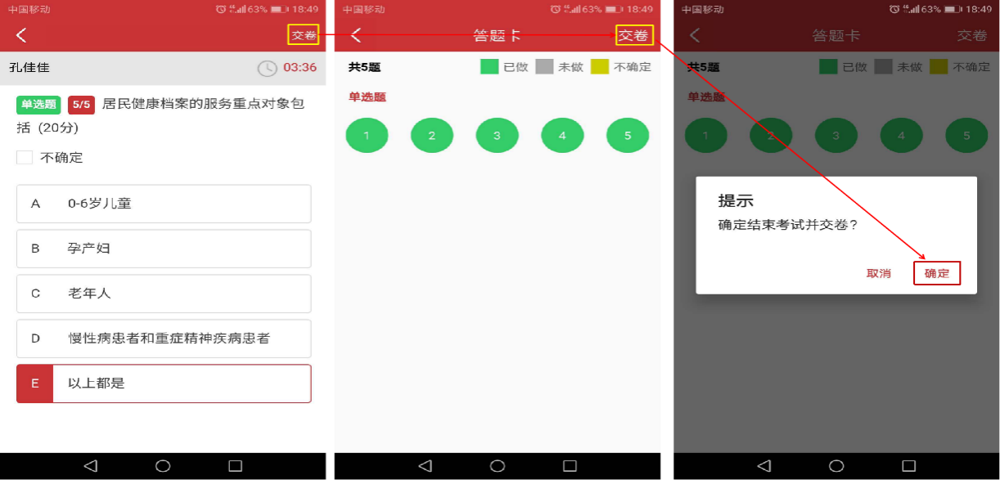 中国移动 63% 18:49
交卷
孔佳佳 03:36
单选题 5/5 居民健康档案的服务重点对象包
括 (20分)
不确定
A 0-6岁儿童
B 孕产妇
C 老年人
D 慢性病患者和重症精神疾病患者
E 以上都是
中国移动 63% 18:49
答题卡 交卷
共5题 已做 未做 不确定
单选题
1 2 3 4 5
中国移动 63% 18:49
答题卡 交卷
共5题 已做 未做 不确定
单选题
1 2 3 4 5
提示
确定结束考试并交卷?
取消 确定